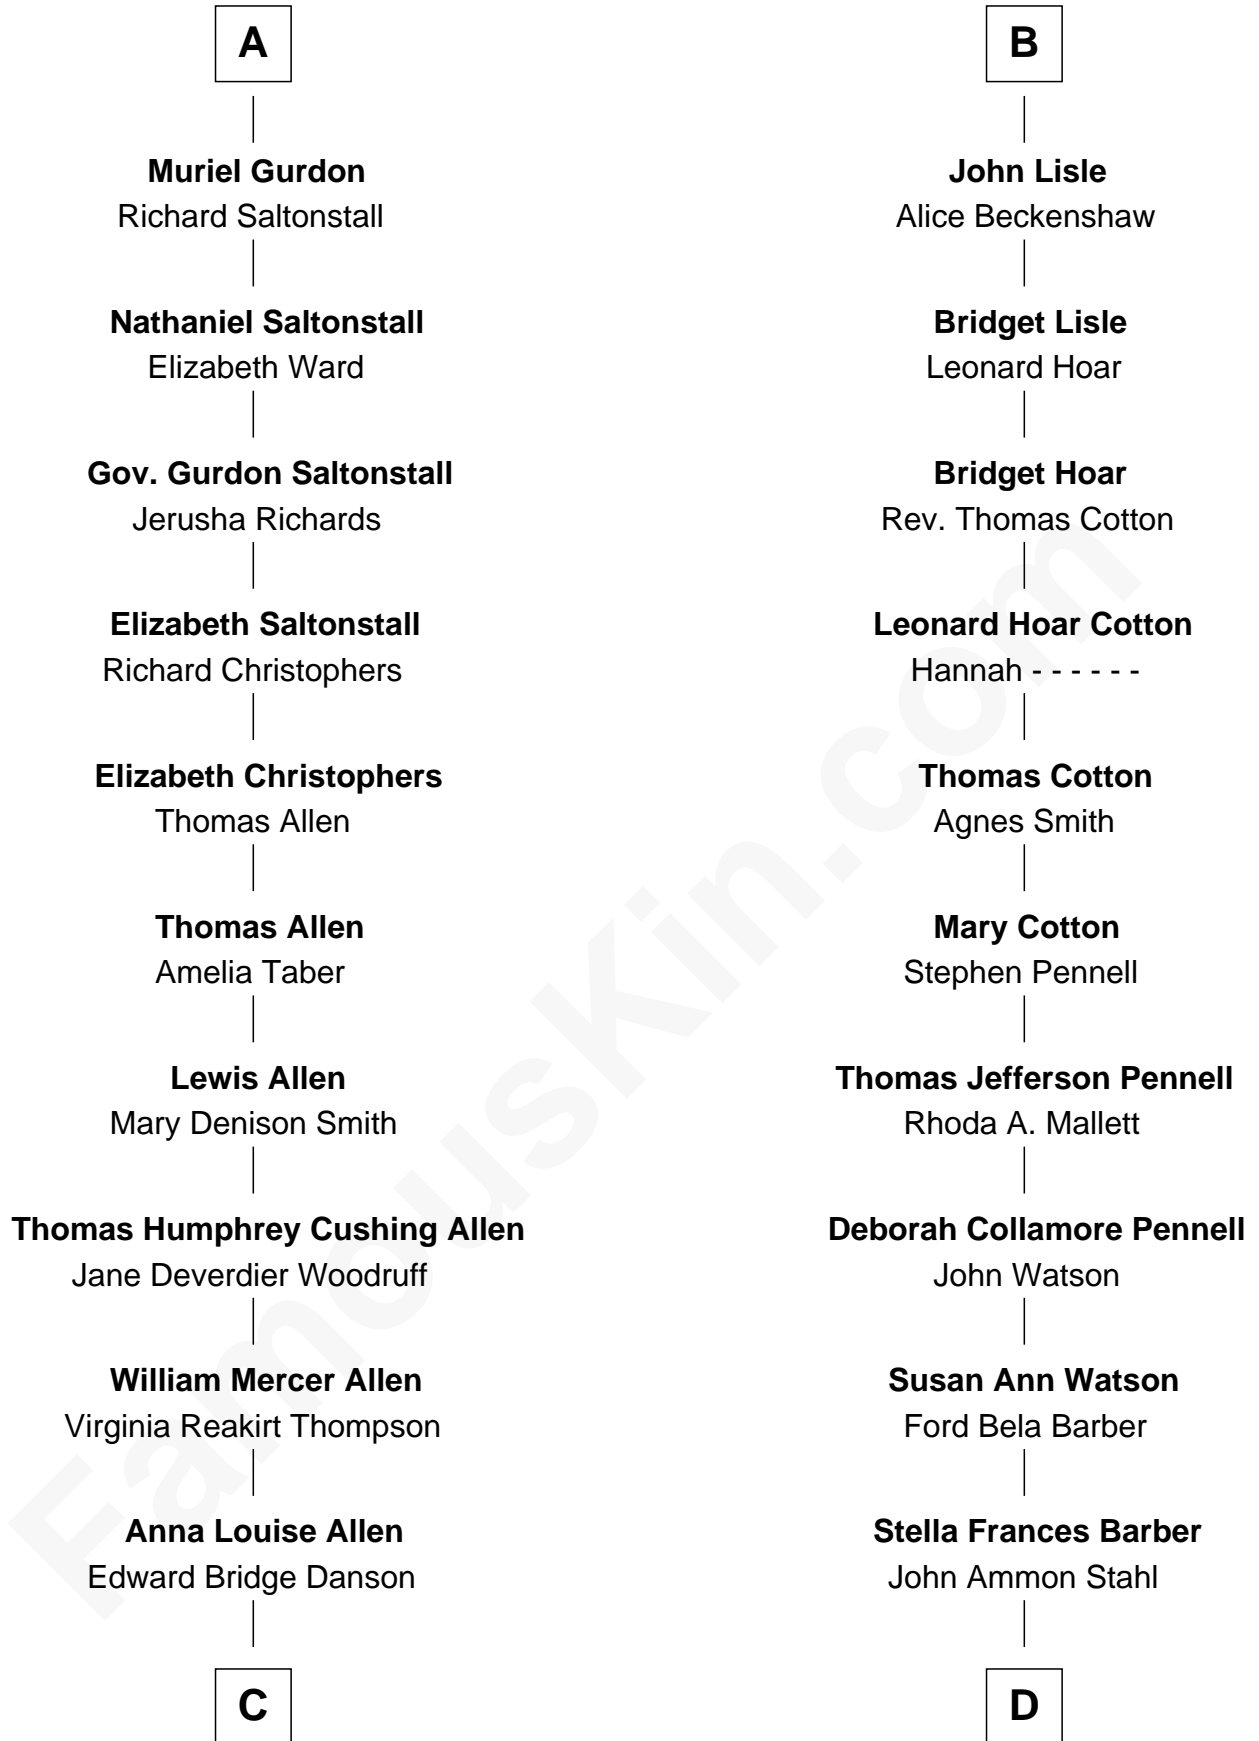 A
Muriel Gurdon
Richard Saltonstall
Nathaniel Saltonstall
Elizabeth Ward
Gov. Gurdon Saltonstall
Jerusha Richards
Elizabeth Saltonstall
Richard Christophers
Elizabeth Christophers
Thomas Allen
Thomas Allen
Amelia Taber
Lewis Allen
Mary Denison Smith
Thomas Humphrey Cushing Allen
Jane Deverdier Woodruff
William Mercer Allen
Virginia Reakirt Thompson
Anna Louise Allen
Edward Bridge Danson
C
B
John Lisle
Alice Beckenshaw
Bridget Lisle
Leonard Hoar
Bridget Hoar
Rev. Thomas Cotton
Leonard Hoar Cotton
Hannah - - - - - -
Thomas Cotton
Agnes Smith
Mary Cotton
Stephen Pennell
Thomas Jefferson Pennell
Rhoda A. Mallett
Deborah Collamore Pennell
John Watson
Susan Ann Watson
Ford Bela Barber
Stella Frances Barber
John Ammon Stahl
D
FamousKin.com